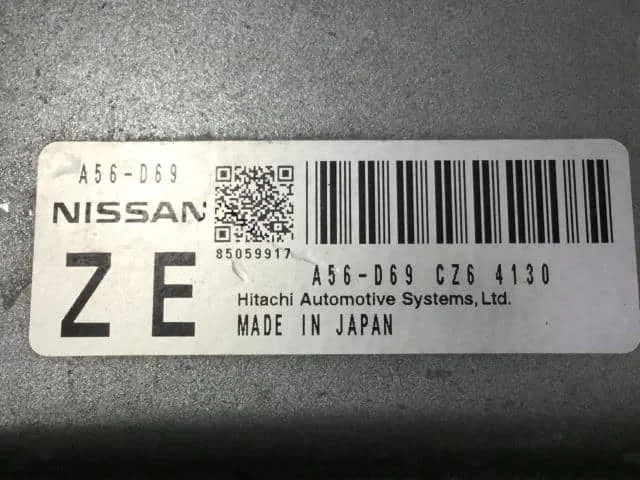 A56-D69
NISSAN
ZE
85059917
A56-D69 CZ6 4130
Hitachi Automotive Systems, Ltd.
MADE IN JAPAN